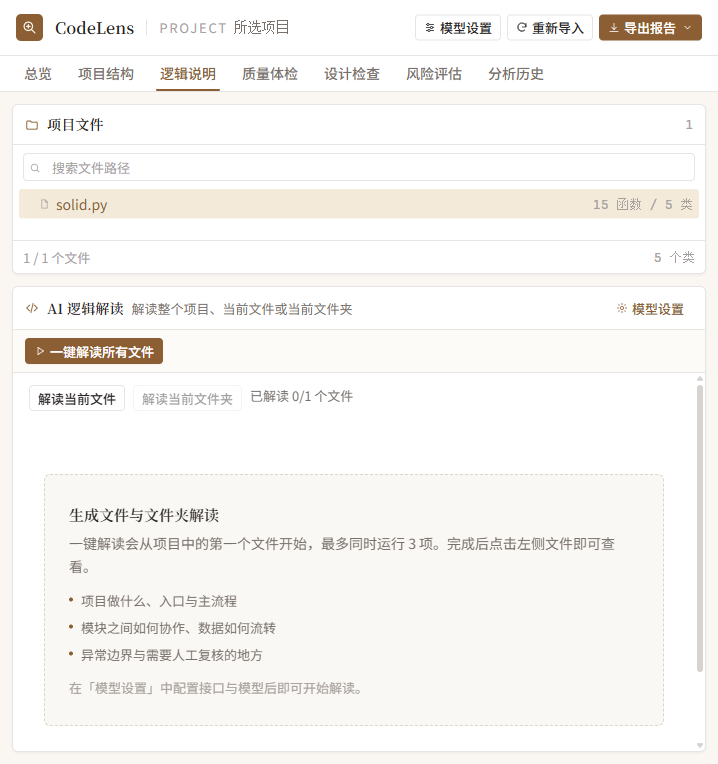 CodeLens PROJECT 所选项目 模型设置 重新导入 导出报告
总览 项目结构 逻辑说明 质量体检 设计检查 风险评估 分析历史
项目文件 1
搜索文件路径
solid.py 15 函数 / 5 类
1 / 1 个文件 5 个类
AI 逻辑解读 解读整个项目、当前文件或当前文件夹 模型设置
一键解读所有文件
解读当前文件 解读当前文件夹 已解读 0/1 个文件
生成文件与文件夹解读
一键解读会从项目中的第一个文件开始，最多同时运行 3 项。完成后点击左侧文件即可查
看。
• 项目做什么、入口与主流程
• 模块之间如何协作、数据如何流转
• 异常边界与需要人工复核的地方
在「模型设置」中配置接口与模型后即可开始解读。